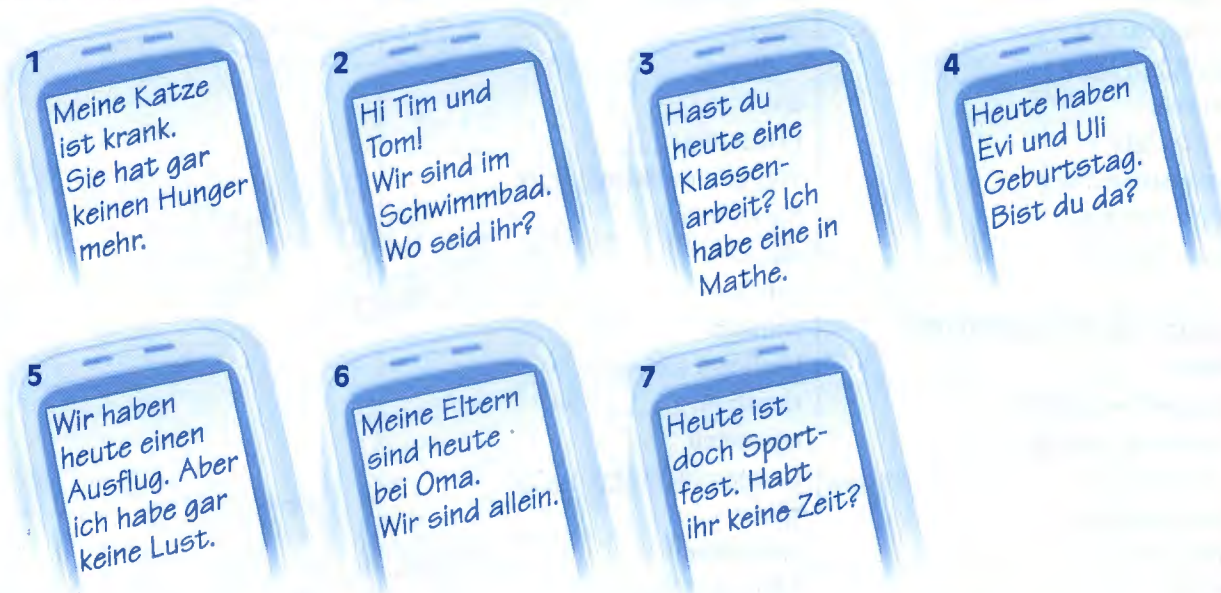 1
Meine Katze
ist krank.
Sie hat gar
keinen Hunger
mehr.
2
Hi Tim und
Tom!
Wir sind im
Schwimmbad.
Wo seid ihr?
3
Hast du
heute eine
Klassen-
arbeit? Ich
habe eine in
Mathe.
4
Heute haben
Evi und Uli
Geburtstag.
Bist du da?
5
Wir haben
heute einen
Ausflug. Aber
ich habe gar
keine Lust.
6
Meine Eltern
sind heute
bei Oma.
Wir sind allein.
7
Heute ist
doch Sport-
fest. Habt
ihr keine Zeit?